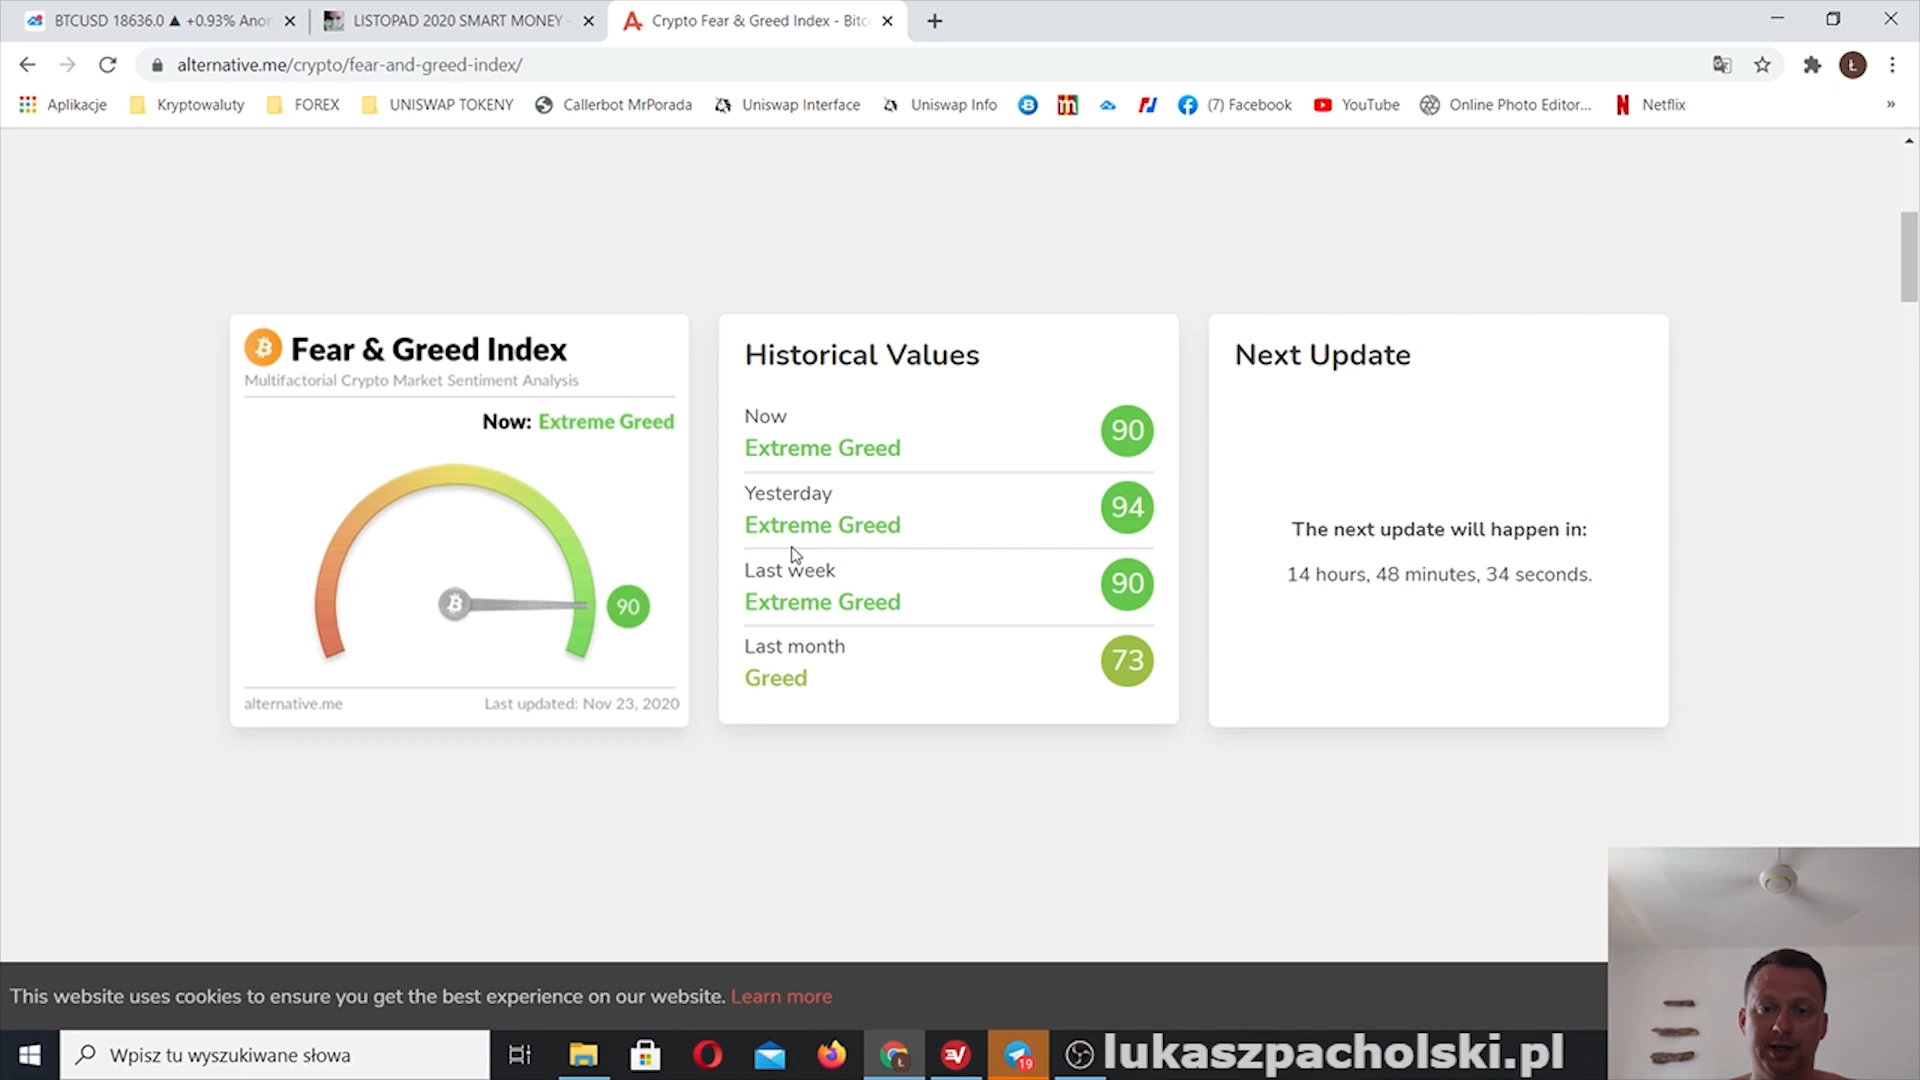 BTCUSD 18636.0 ▲ +0.93% Anon
LISTOPAD 2020 SMART MONEY -
Crypto Fear & Greed Index - Bitc
alternative.me/crypto/fear-and-greed-index/
Ł
Aplikacje
Kryptowaluty
FOREX
UNISWAP TOKENY
Callerbot MrPorada
Uniswap Interface
Uniswap Info
(7) Facebook
YouTube
Online Photo Editor...
Netflix
»
Fear & Greed Index
Multifactorial Crypto Market Sentiment Analysis
Now: Extreme Greed
90
alternative.me
Last updated: Nov 23, 2020
Historical Values
Now
Extreme Greed
90
Yesterday
Extreme Greed
94
Last week
Extreme Greed
90
Last month
Greed
73
Next Update
The next update will happen in:
14 hours, 48 minutes, 34 seconds.
This website uses cookies to ensure you get the best experience on our website. Learn more
Wpisz tu wyszukiwane słowa
19
lukaszpacholski.pl